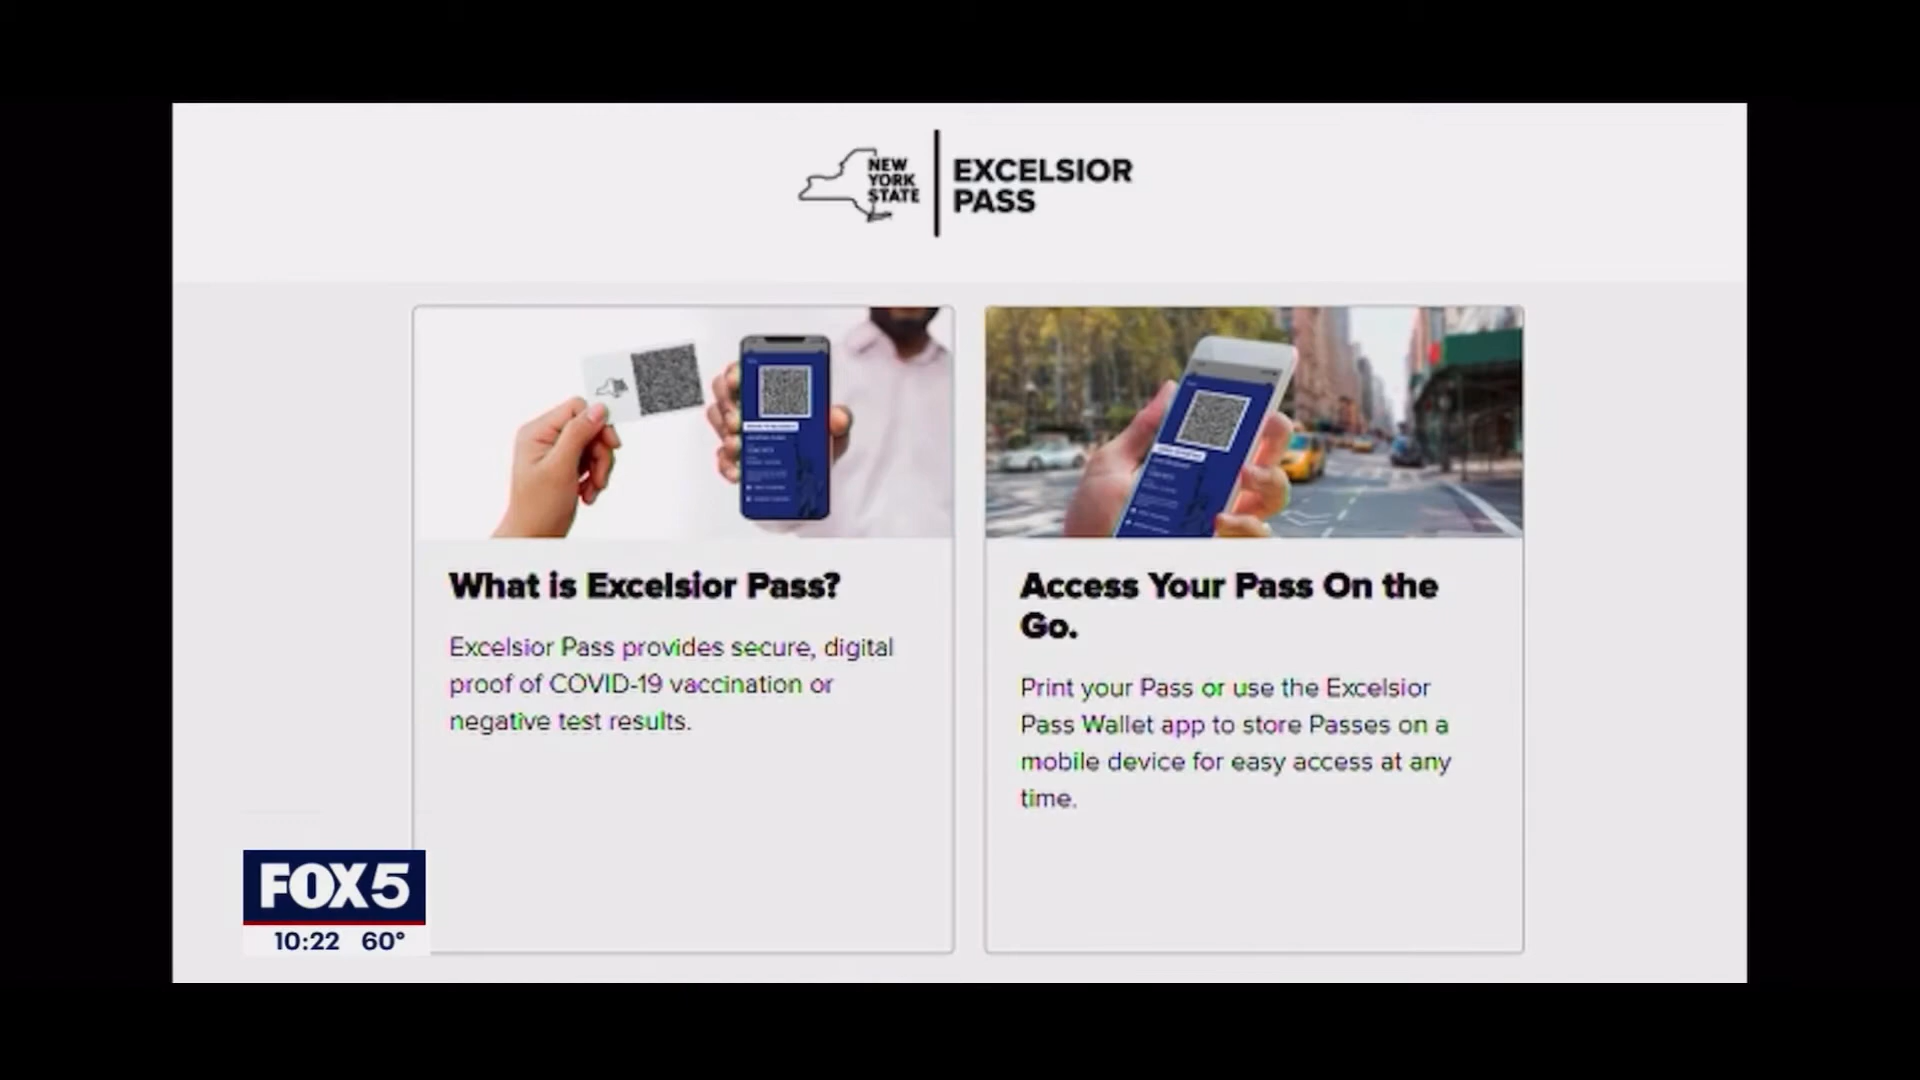 NEW
YORK
STATE
EXCELSIOR
PASS
What is Excelsior Pass?
Excelsior Pass provides secure, digital
proof of COVID-19 vaccination or
negative test results.
Access Your Pass On the
Go.
Print your Pass or use the Excelsior
Pass Wallet app to store Passes on a
mobile device for easy access at any
time.
FOX5
10:22 60°